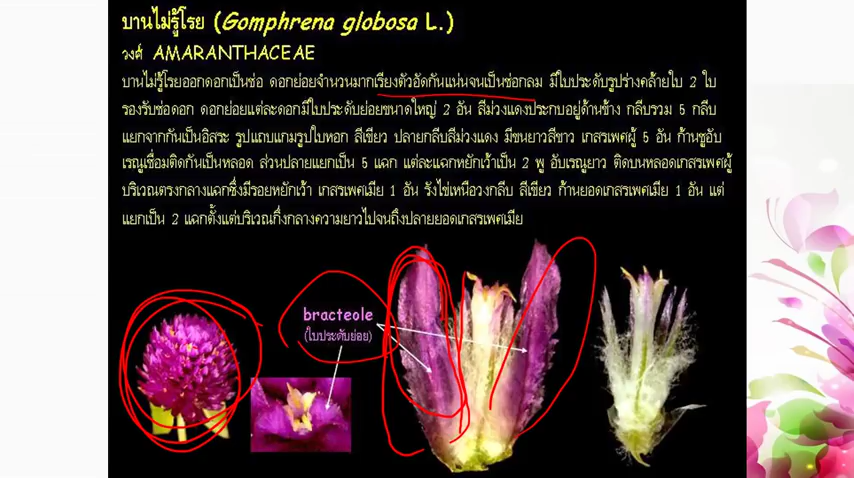 บานไม่รู้โรย (Gomphrena globosa L.)
วงศ์ AMARANTHACEAE
บานไม่รู้โรยออกดอกเป็นช่อ ดอกย่อยจำนวนมากเรียงตัวอัดกันแน่นจนเป็นช่อกลม มีใบประดับรูปร่างคล้ายใบ 2 ใบ
รองรับช่อดอก ดอกย่อยแต่ละดอกมีใบประดับย่อยขนาดใหญ่ 2 อัน สีม่วงแดงประกบอยู่ด้านข้าง กลีบรวม 5 กลีบ
แยกจากกันเป็นอิสระ รูปแถบแกมรูปใบหอก สีเขียว ปลายกลีบสีม่วงแดง มีขนยาวสีขาว เกสรเพศผู้ 5 อัน ก้านชูอับ
เรณูเชื่อมติดกันเป็นหลอด ส่วนปลายแยกเป็น 5 แฉก แต่ละแฉกหยักเว้าเป็น 2 พู อับเรณูยาว ติดบนหลอดเกสรเพศผู้
บริเวณตรงกลางแฉกซึ่งมีรอยหยักเว้า เกสรเพศเมีย 1 อัน รังไข่เหนือวงกลีบ สีเขียว ก้านยอดเกสรเพศเมีย 1 อัน แต่
แยกเป็น 2 แฉกตั้งแต่บริเวณกึ่งกลางความยาวไปจนถึงปลายยอดเกสรเพศเมีย
bracteole
(ใบประดับย่อย)